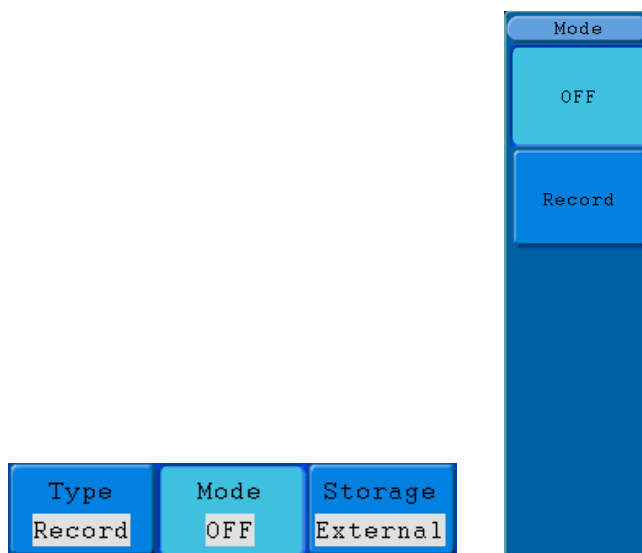 Mode
OFF
Record
Type Mode Storage
Record OFF External